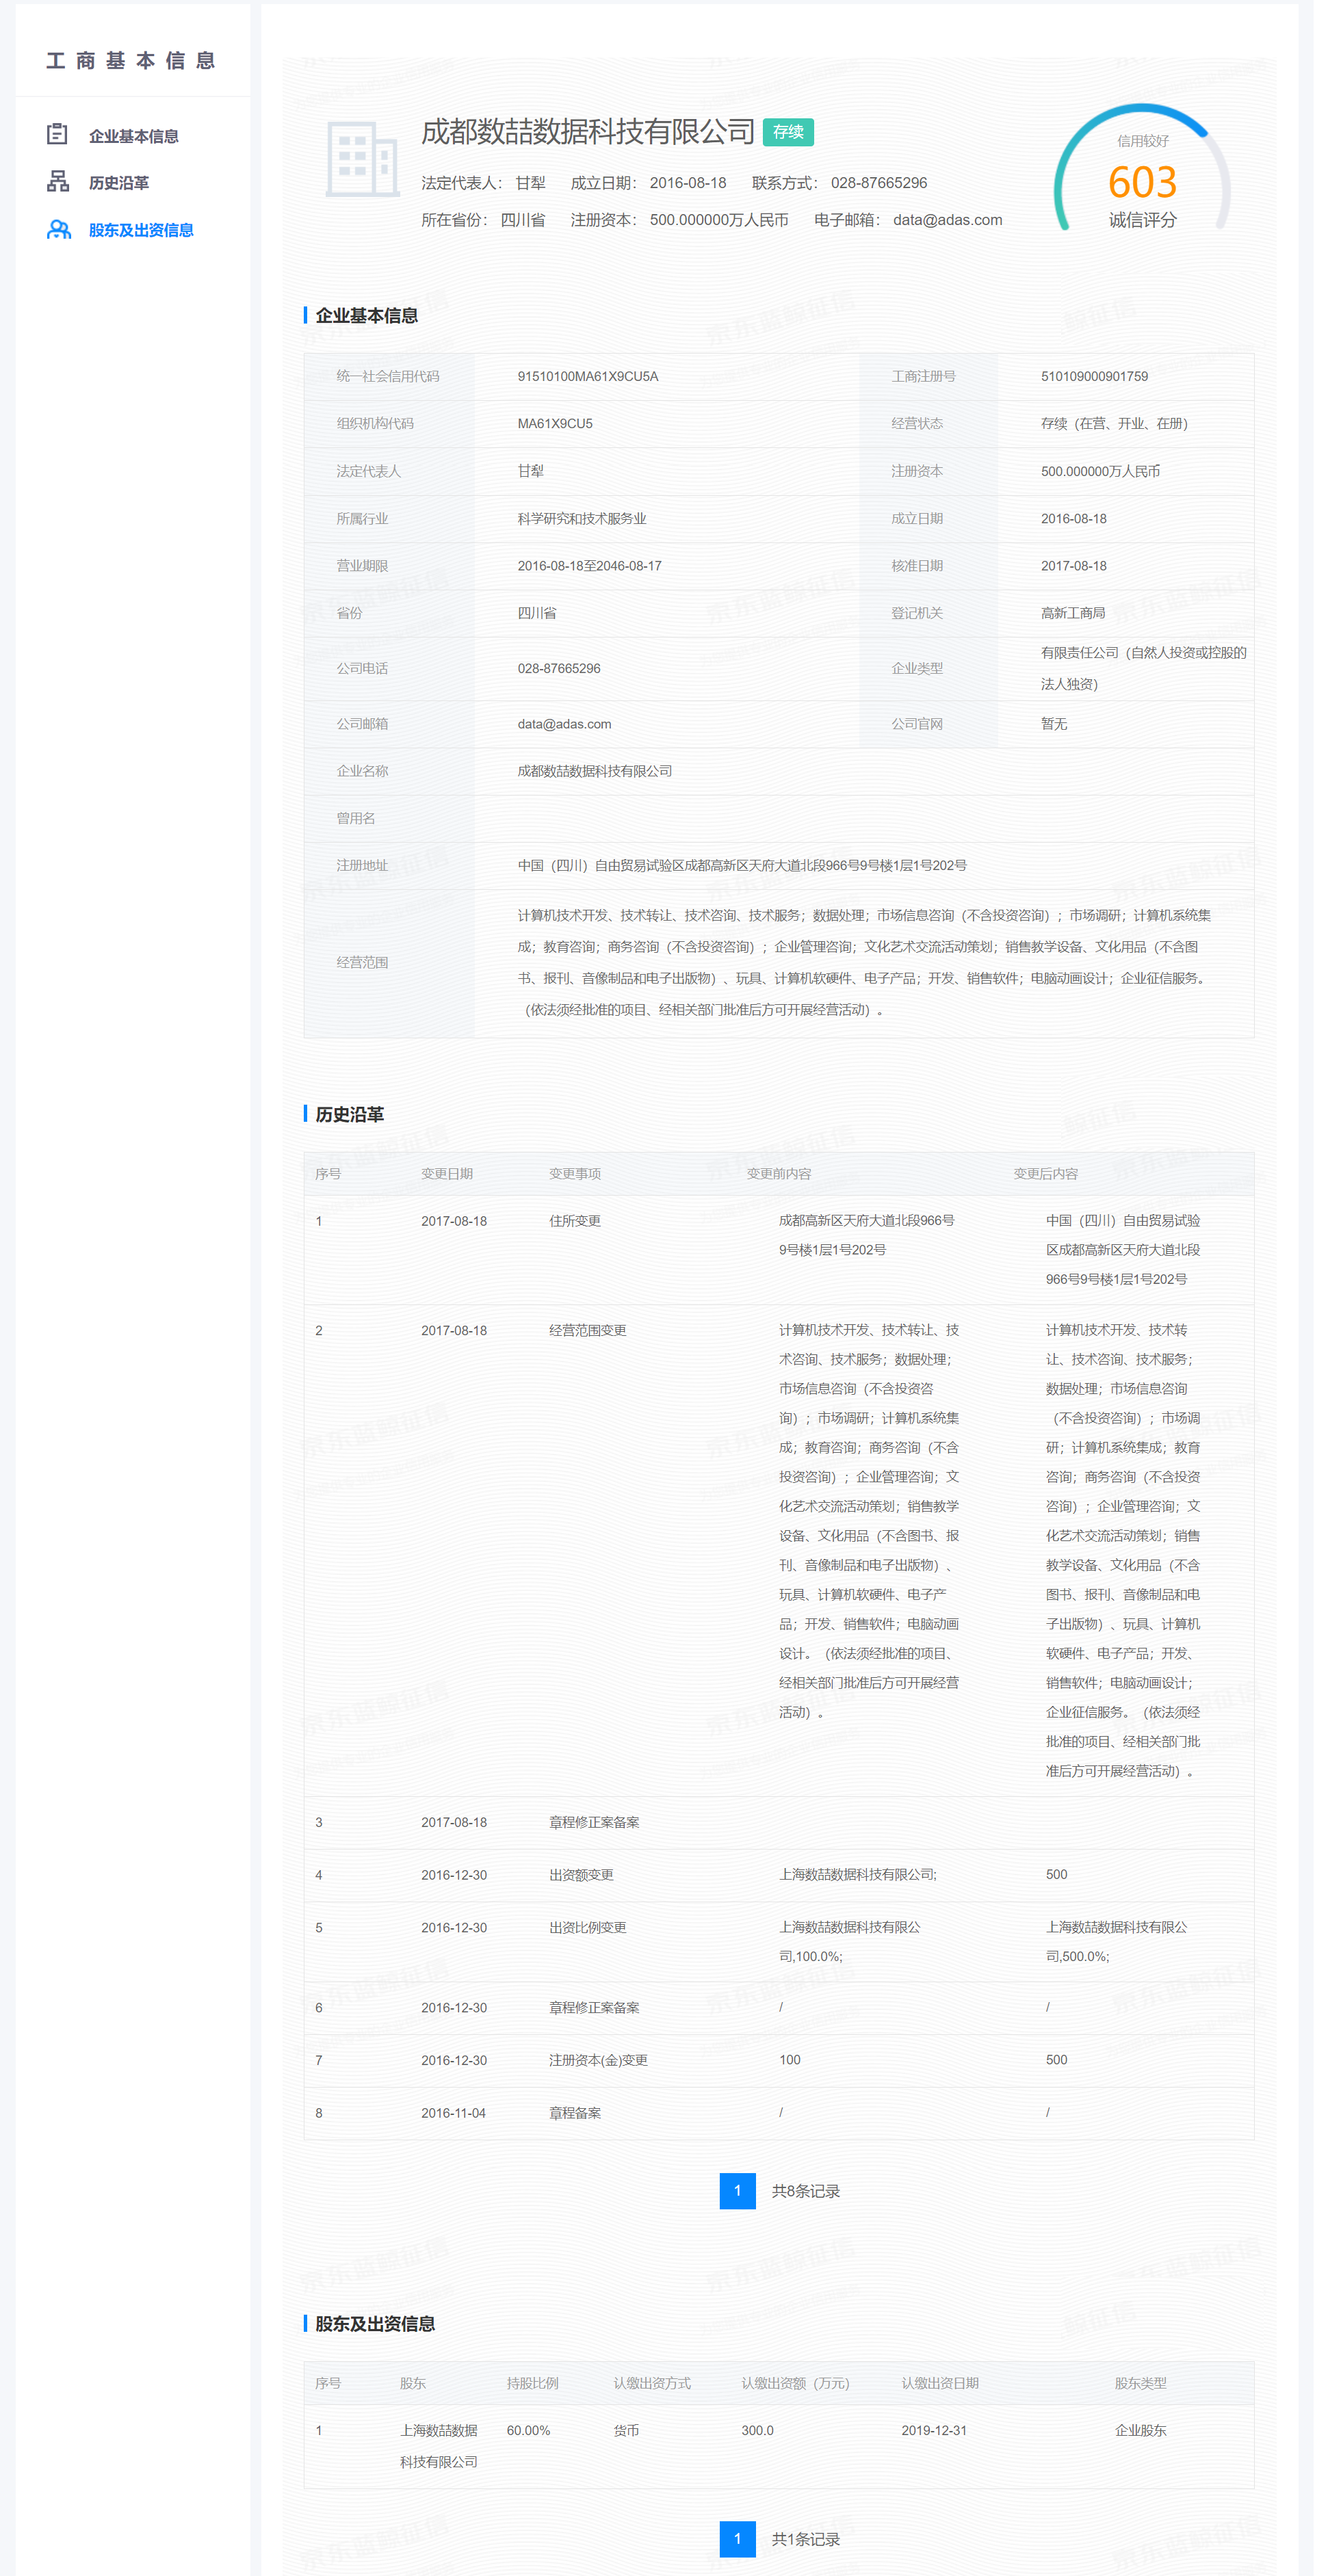 工商基本信息
企业基本信息
历史沿革
股东及出资信息
成都数喆数据科技有限公司 存续
法定代表人： 甘犁 成立日期： 2016-08-18 联系方式： 028-87665296
所在省份： 四川省 注册资本： 500.000000万人民币 电子邮箱： data@adas.com
信用较好
603
诚信评分
企业基本信息
统一社会信用代码 91510100MA61X9CU5A 工商注册号 510109000901759
组织机构代码 MA61X9CU5 经营状态 存续（在营、开业、在册）
法定代表人 甘犁 注册资本 500.000000万人民币
所属行业 科学研究和技术服务业 成立日期 2016-08-18
营业期限 2016-08-18至2046-08-17 核准日期 2017-08-18
省份 四川省 登记机关 高新工商局
公司电话 028-87665296 企业类型 有限责任公司（自然人投资或控股的
法人独资）
公司邮箱 data@adas.com 公司官网 暂无
企业名称 成都数喆数据科技有限公司
曾用名
注册地址 中国（四川）自由贸易试验区成都高新区天府大道北段966号9号楼1层1号202号
经营范围
计算机技术开发、技术转让、技术咨询、技术服务；数据处理；市场信息咨询（不含投资咨询）；市场调研；计算机系统集
成；教育咨询；商务咨询（不含投资咨询）；企业管理咨询；文化艺术交流活动策划；销售教学设备、文化用品（不含图
书、报刊、音像制品和电子出版物）、玩具、计算机软硬件、电子产品；开发、销售软件；电脑动画设计；企业征信服务。
（依法须经批准的项目、经相关部门批准后方可开展经营活动）。
历史沿革
序号 变更日期 变更事项 变更前内容 变更后内容
1 2017-08-18 住所变更
成都高新区天府大道北段966号
9号楼1层1号202号
中国（四川）自由贸易试验
区成都高新区天府大道北段
966号9号楼1层1号202号
2 2017-08-18 经营范围变更
计算机技术开发、技术转让、技
术咨询、技术服务；数据处理；
市场信息咨询（不含投资咨
询）；市场调研；计算机系统集
成；教育咨询；商务咨询（不含
投资咨询）；企业管理咨询；文
化艺术交流活动策划；销售教学
设备、文化用品（不含图书、报
刊、音像制品和电子出版物）、
玩具、计算机软硬件、电子产
品；开发、销售软件；电脑动画
设计。（依法须经批准的项目、
经相关部门批准后方可开展经营
活动）。
计算机技术开发、技术转
让、技术咨询、技术服务；
数据处理；市场信息咨询
（不含投资咨询）；市场调
研；计算机系统集成；教育
咨询；商务咨询（不含投资
咨询）；企业管理咨询；文
化艺术交流活动策划；销售
教学设备、文化用品（不含
图书、报刊、音像制品和电
子出版物）、玩具、计算机
软硬件、电子产品；开发、
销售软件；电脑动画设计；
企业征信服务。（依法须经
批准的项目、经相关部门批
准后方可开展经营活动）。
3 2017-08-18 章程修正案备案
4 2016-12-30 出资额变更 上海数喆数据科技有限公司; 500
5 2016-12-30 出资比例变更
上海数喆数据科技有限公
司,100.0%;
上海数喆数据科技有限公
司,500.0%;
6 2016-12-30 章程修正案备案 / /
7 2016-12-30 注册资本(金)变更 100 500
8 2016-11-04 章程备案 / /
1 共8条记录
股东及出资信息
序号 股东 持股比例 认缴出资方式 认缴出资额（万元） 认缴出资日期 股东类型
1 上海数喆数据 60.00% 货币 300.0 2019-12-31 企业股东
科技有限公司
1 共1条记录
京东蓝鲸征信